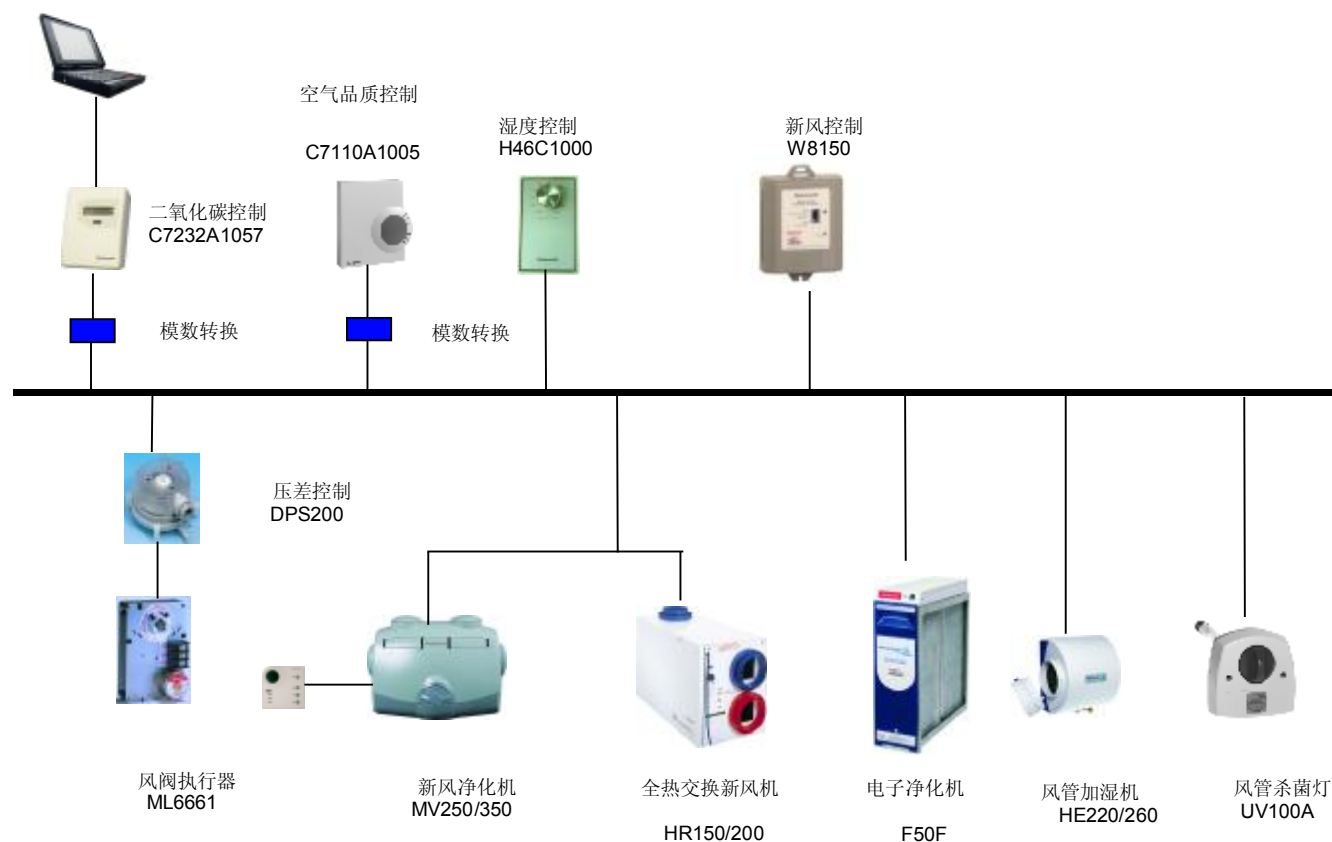 空气品质控制
C7110A1005
湿度控制
H46C1000
新风控制
W8150
二氧化碳控制
C7232A1057
模数转换
模数转换
压差控制
DPS200
风阀执行器
ML6661
新风净化机
MV250/350
全热交换新风机
HR150/200
电子净化机
F50F
风管加湿机
HE220/260
风管杀菌灯
UV100A